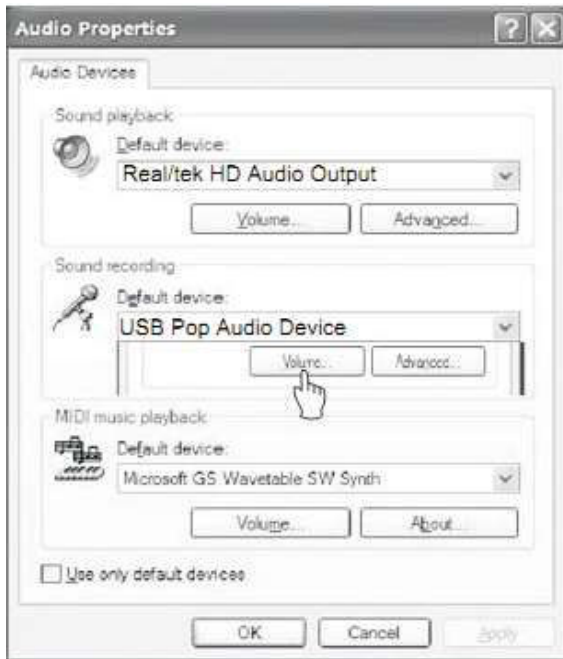 Audio Properties
Audio Devices
Sound playback
Default device:
Real/tek HD Audio Output
Volume... Advanced...
Sound recording
Default device:
USB Pop Audio Device
Volume... Advanced...
MIDI music playback
Default device:
Microsoft GS Wavetable SW Synth
Volume... About...
Use only default devices
OK Cancel Apply